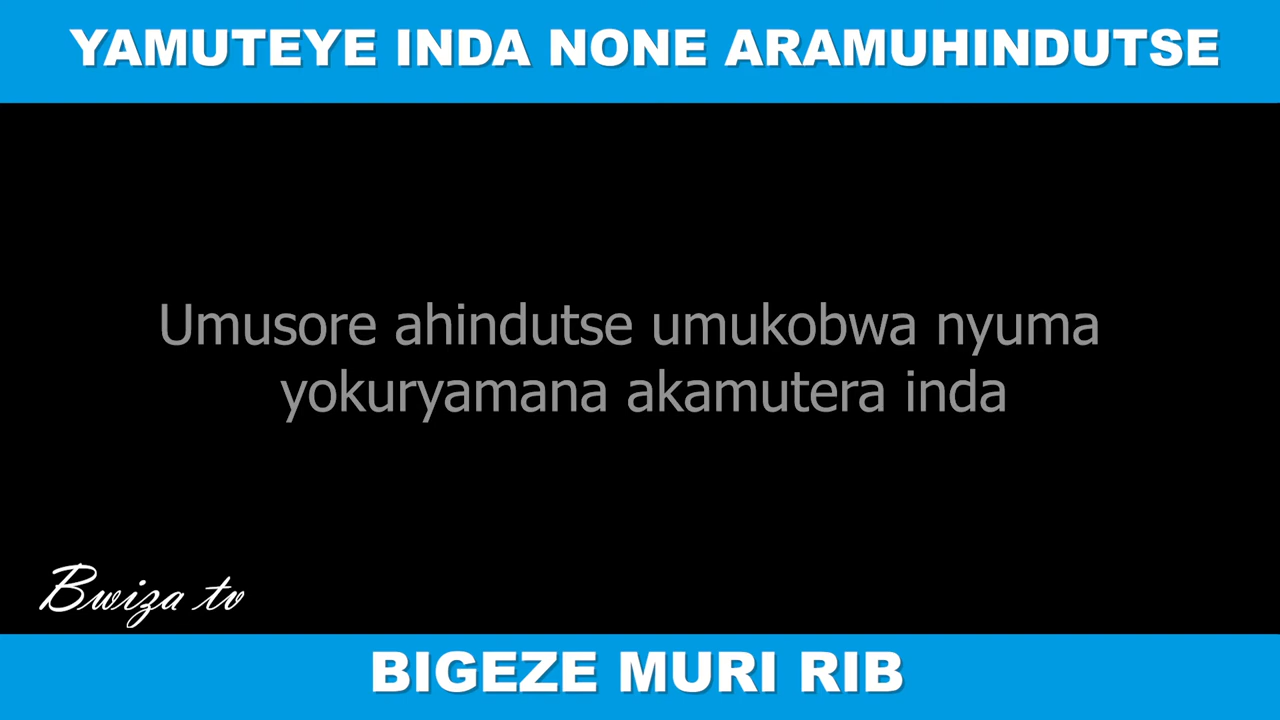 YAMUTEYE INDA NONE ARAMUHINDUTSE
Umusore ahindutse umukobwa nyuma
yokuryamana akamutera inda
Bwiza tv
BIGEZE MURI RIB